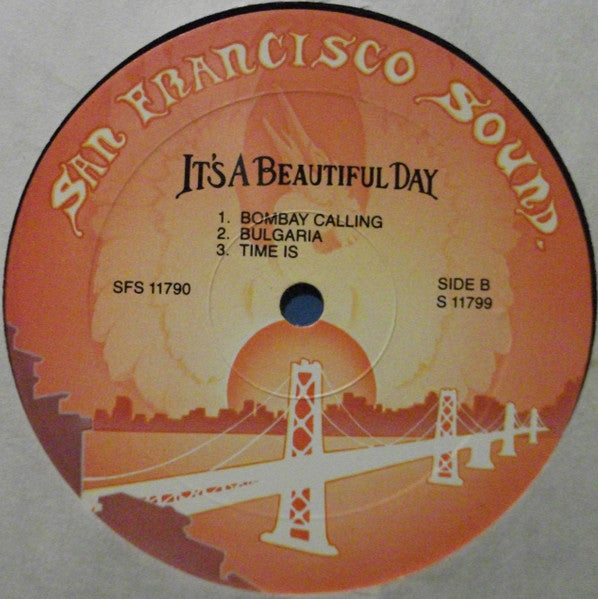 SAN FRANCISCO SOUND.
IT'S A BEAUTIFUL DAY
1. BOMBAY CALLING
2. BULGARIA
3. TIME IS
SFS 11790
SIDE B
S 11799